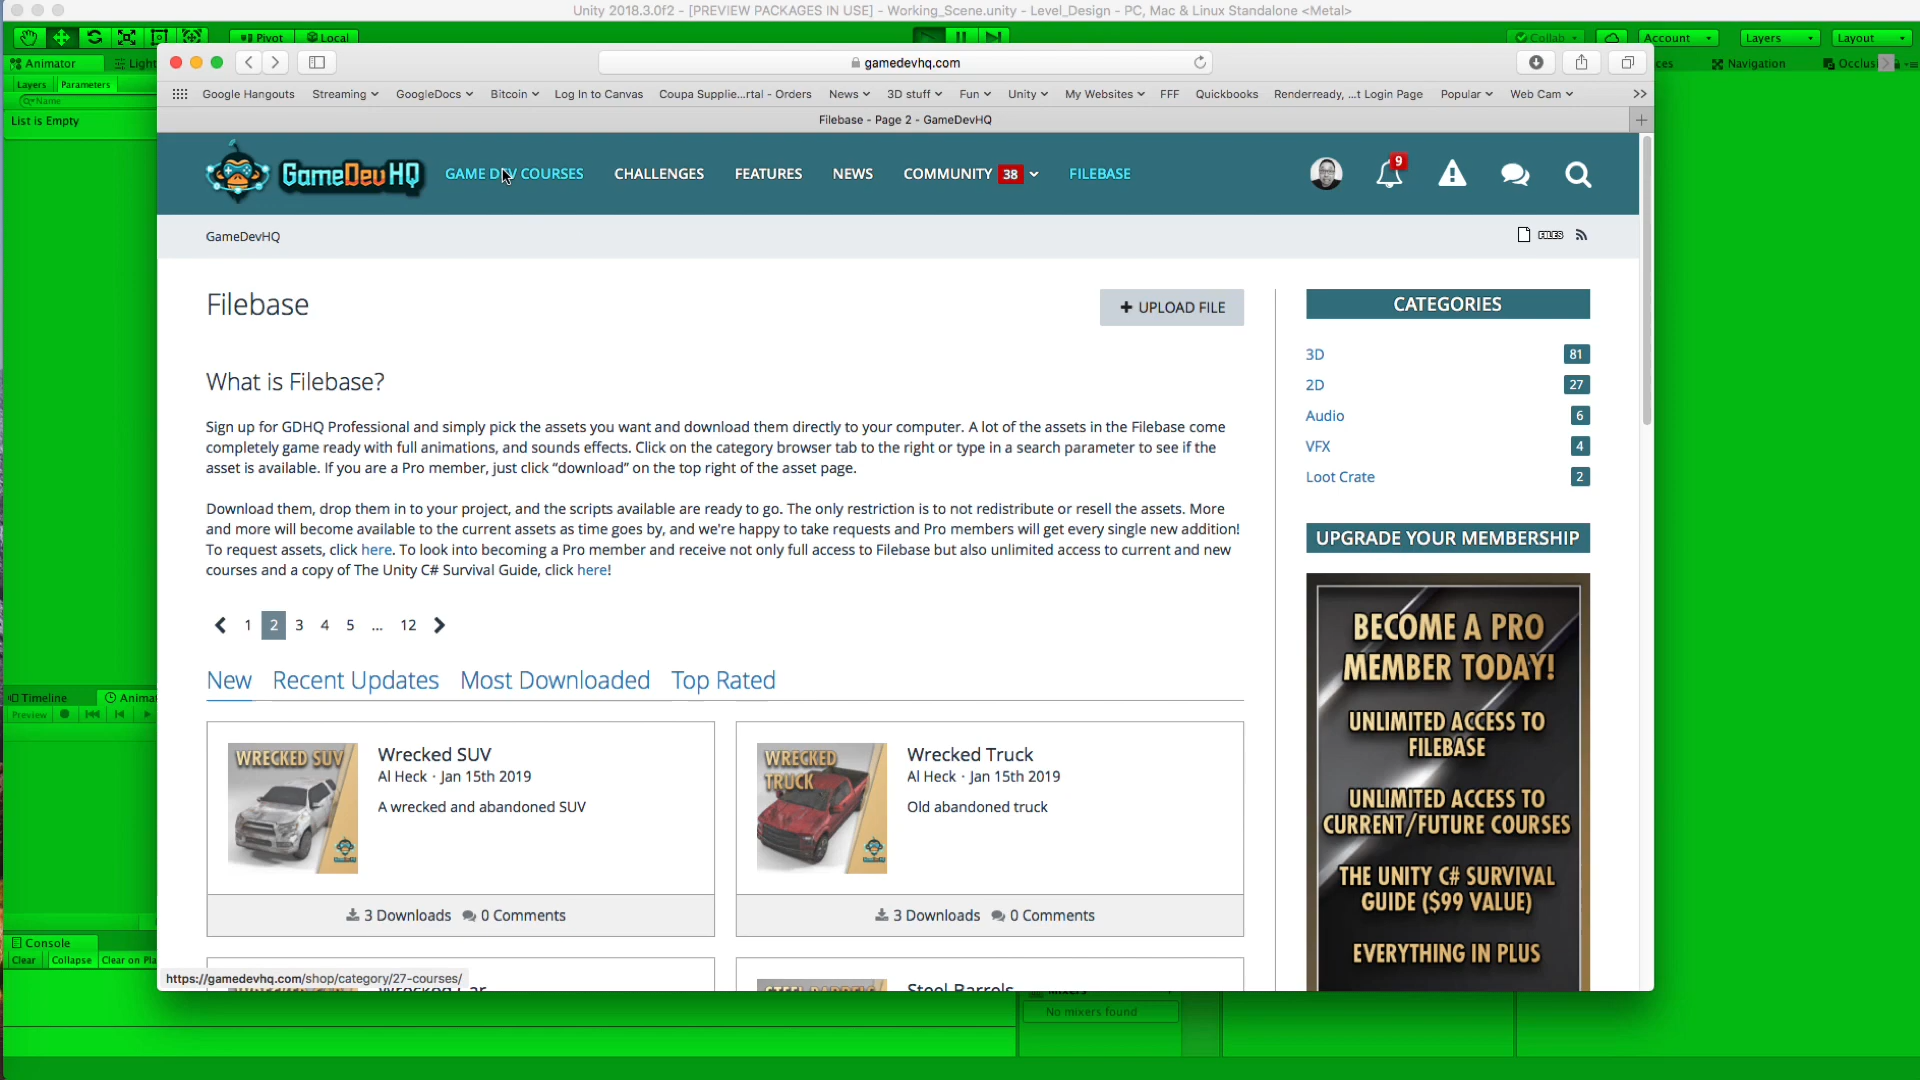 Unity 2018.3.0f2 - [PREVIEW PACKAGES IN USE] - Working_Scene.unity - Level_Design - PC, Mac & Linux Standalone <Metal>
Pivot Local Collab Account Layers Layout
Animator Light gamedevhq.com Navigation Occlus
Layers Parameters
Name
List is Empty
Google Hangouts Streaming GoogleDocs Bitcoin Log In to Canvas Coupa Supplie...rtal - Orders News 3D stuff Fun Unity My Websites FFF Quickbooks Renderready, ...t Login Page Popular Web Cam >>
Filebase - Page 2 - GameDevHQ
GameDevHQ GAME DEV COURSES CHALLENGES FEATURES NEWS COMMUNITY 38 FILEBASE 9
GameDevHQ FILES
Filebase + UPLOAD FILE
What is Filebase?
Sign up for GDHQ Professional and simply pick the assets you want and download them directly to your computer. A lot of the assets in the Filebase come
completely game ready with full animations, and sounds effects. Click on the category browser tab to the right or type in a search parameter to see if the
asset is available. If you are a Pro member, just click “download” on the top right of the asset page.
Download them, drop them in to your project, and the scripts available are ready to go. The only restriction is to not redistribute or resell the assets. More
and more will become available to the current assets as time goes by, and we're happy to take requests and Pro members will get every single new addition!
To request assets, click here. To look into becoming a Pro member and receive not only full access to Filebase but also unlimited access to current and new
courses and a copy of The Unity C# Survival Guide, click here!
1 2 3 4 5 ... 12
New Recent Updates Most Downloaded Top Rated
WRECKED SUV
Wrecked SUV
Al Heck · Jan 15th 2019
A wrecked and abandoned SUV
3 Downloads 0 Comments
WRECKED
TRUCK
Wrecked Truck
Al Heck · Jan 15th 2019
Old abandoned truck
3 Downloads 0 Comments
Steel Barrels
CATEGORIES
3D 81
2D 27
Audio 6
VFX 4
Loot Crate 2
UPGRADE YOUR MEMBERSHIP
BECOME A PRO
MEMBER TODAY!
UNLIMITED ACCESS TO
FILEBASE
UNLIMITED ACCESS TO
CURRENT/FUTURE COURSES
THE UNITY C# SURVIVAL
GUIDE ($99 VALUE)
EVERYTHING IN PLUS
Timeline Animat
Preview
Console
Clear Collapse Clear on Pla
https://gamedevhq.com/shop/category/27-courses/
Mixers
No mixers found